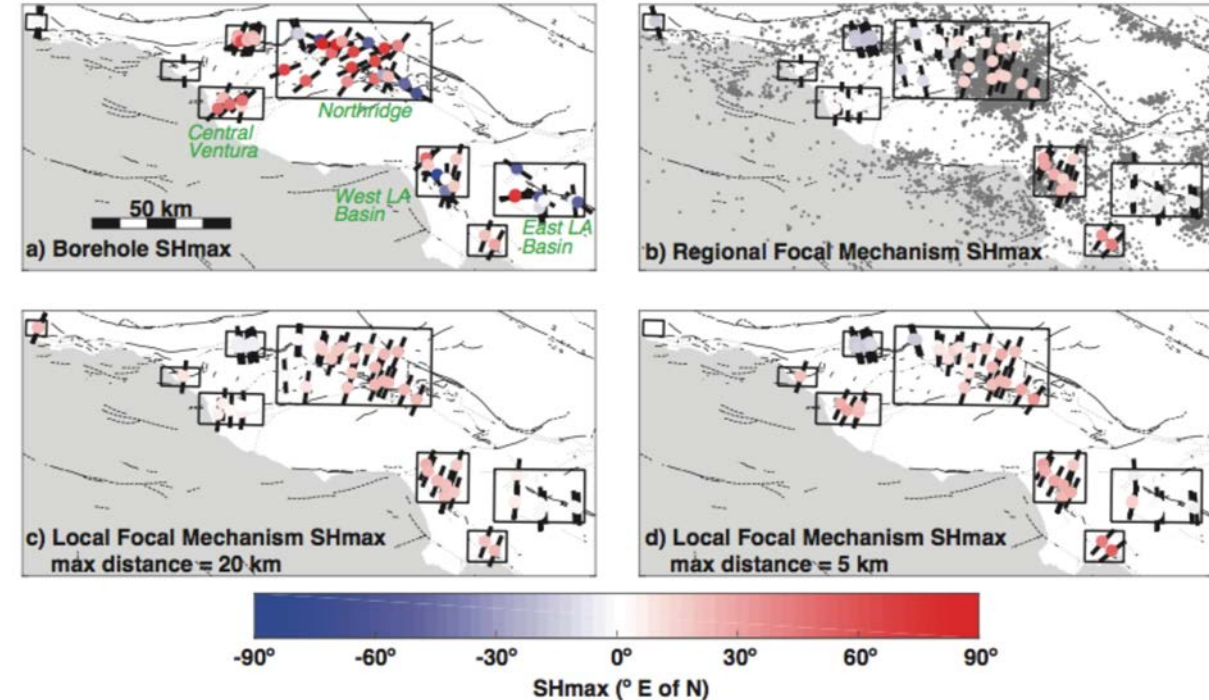 Northridge
Central
Ventura
West LA
Basin
East LA
Basin
50 km
a) Borehole SHmax
b) Regional Focal Mechanism SHmax
c) Local Focal Mechanism SHmax
max distance = 20 km
d) Local Focal Mechanism SHmax
max distance = 5 km
-90° -60° -30° 0° 30° 60° 90°
SHmax (° E of N)